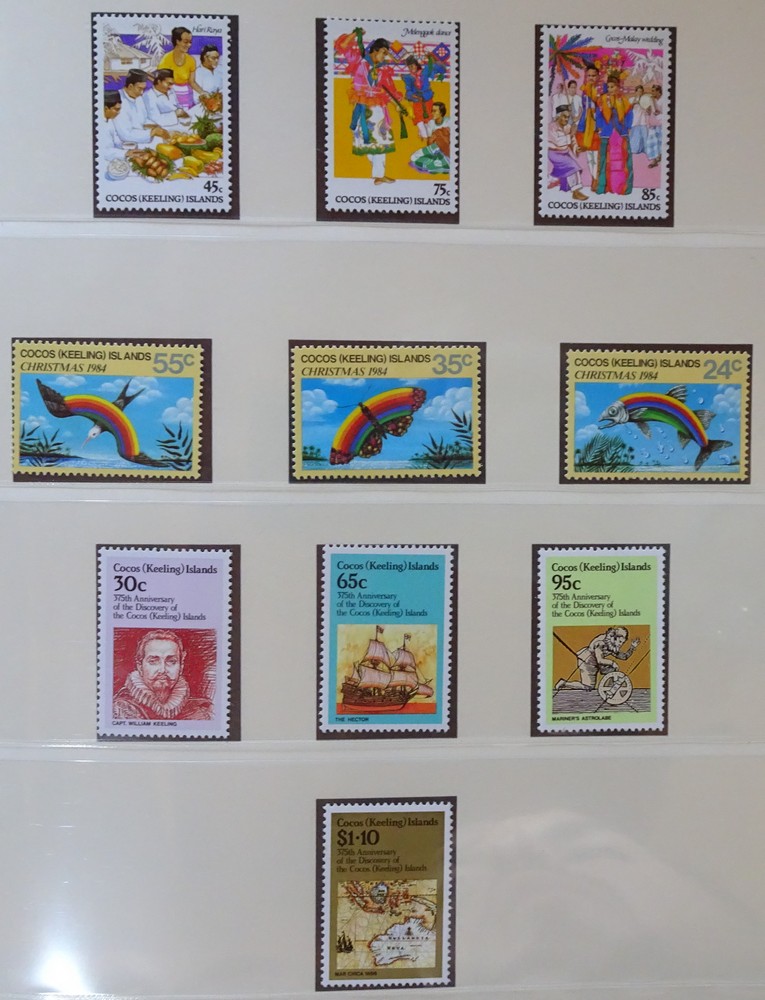 Hari Raya
45c
COCOS (KEELING) ISLANDS
Melenggok dance
75c
COCOS (KEELING) ISLANDS
Cocos-Malay wedding
85c
COCOS (KEELING) ISLANDS
COCOS (KEELING) ISLANDS 55c
CHRISTMAS 1984
COCOS (KEELING) ISLANDS 35c
CHRISTMAS 1984
COCOS (KEELING) ISLANDS 24c
CHRISTMAS 1984
Cocos (Keeling) Islands
30c
375th Anniversary
of the Discovery of
the Cocos (Keeling) Islands
CAPT. WILLIAM KEELING
Cocos (Keeling) Islands
65c
375th Anniversary
of the Discovery of
the Cocos (Keeling) Islands
THE HECTOR
Cocos (Keeling) Islands
95c
375th Anniversary
of the Discovery of
the Cocos (Keeling) Islands
MARINER'S ASTROLABE
Cocos (Keeling) Islands
$1·10
375th Anniversary
of the Discovery of
the Cocos (Keeling) Islands
MAP CIRCA